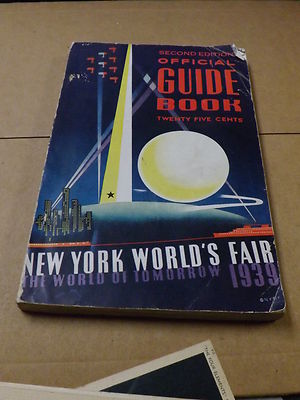 SECOND EDITION
OFFICIAL
GUIDE
BOOK
TWENTY FIVE CENTS
NEW YORK WORLD'S FAIR
THE WORLD OF TOMORROW 1939